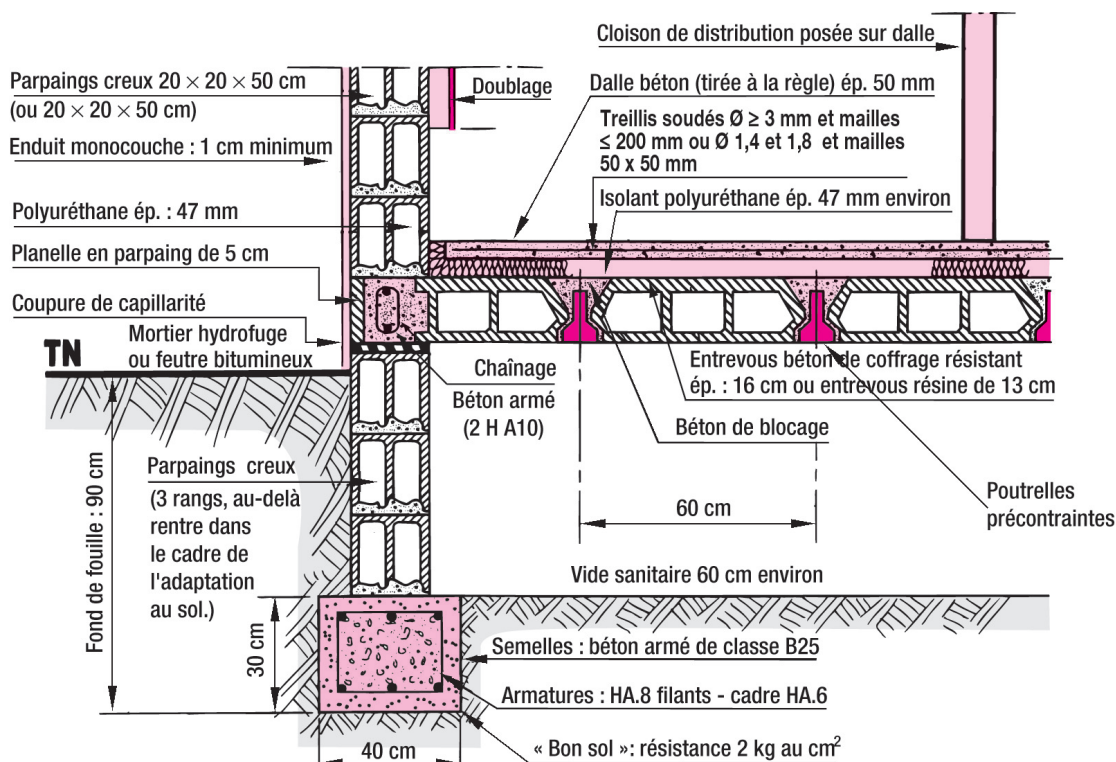 Cloison de distribution posée sur dalle
Parpaings creux 20 × 20 × 50 cm
(ou 20 × 20 × 50 cm)
Doublage
Dalle béton (tirée à la règle) ép. 50 mm
Treillis soudés Ø ≥ 3 mm et mailles
≤ 200 mm ou Ø 1,4 et 1,8 et mailles
50 x 50 mm
Enduit monocouche : 1 cm minimum
Isolant polyuréthane ép. 47 mm environ
Polyuréthane ép. : 47 mm
Planelle en parpaing de 5 cm
Coupure de capillarité
Mortier hydrofuge
ou feutre bitumineux
TN
Chaînage
Béton armé
(2 H A10)
Entrevous béton de coffrage résistant
ép. : 16 cm ou entrevous résine de 13 cm
Béton de blocage
Poutrelles
précontraintes
60 cm
Fond de fouille : 90 cm
Parpaings creux
(3 rangs, au-delà
rentre dans
le cadre de
l'adaptation
au sol.)
Vide sanitaire 60 cm environ
30 cm
Semelles : béton armé de classe B25
Armatures : HA.8 filants - cadre HA.6
40 cm
« Bon sol »: résistance 2 kg au cm²